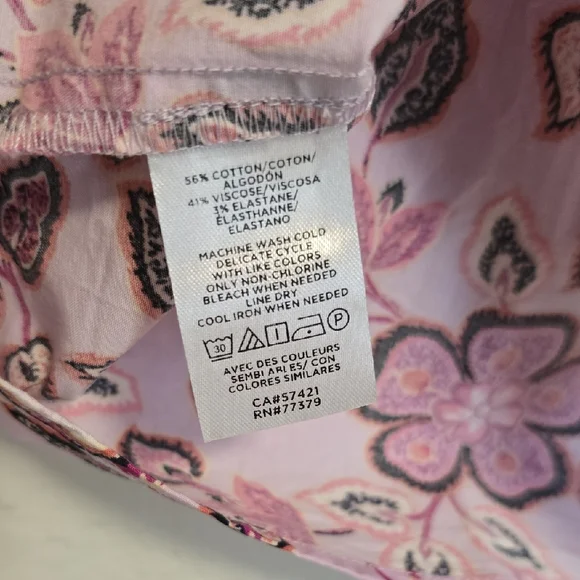 56% COTTON/COTON/
ALGODÓN
41% VISCOSE/VISCOSA
3% ELASTANE/
ÉLASTHANNE/
ELASTANO
MACHINE WASH COLD
DELICATE CYCLE
WITH LIKE COLORS
ONLY NON-CHLORINE
BLEACH WHEN NEEDED
LINE DRY
COOL IRON WHEN NEEDED
30 P
AVEC DES COULEURS
SEMBLABLES/ CON
COLORES SIMILARES
CA#57421
RN#77379